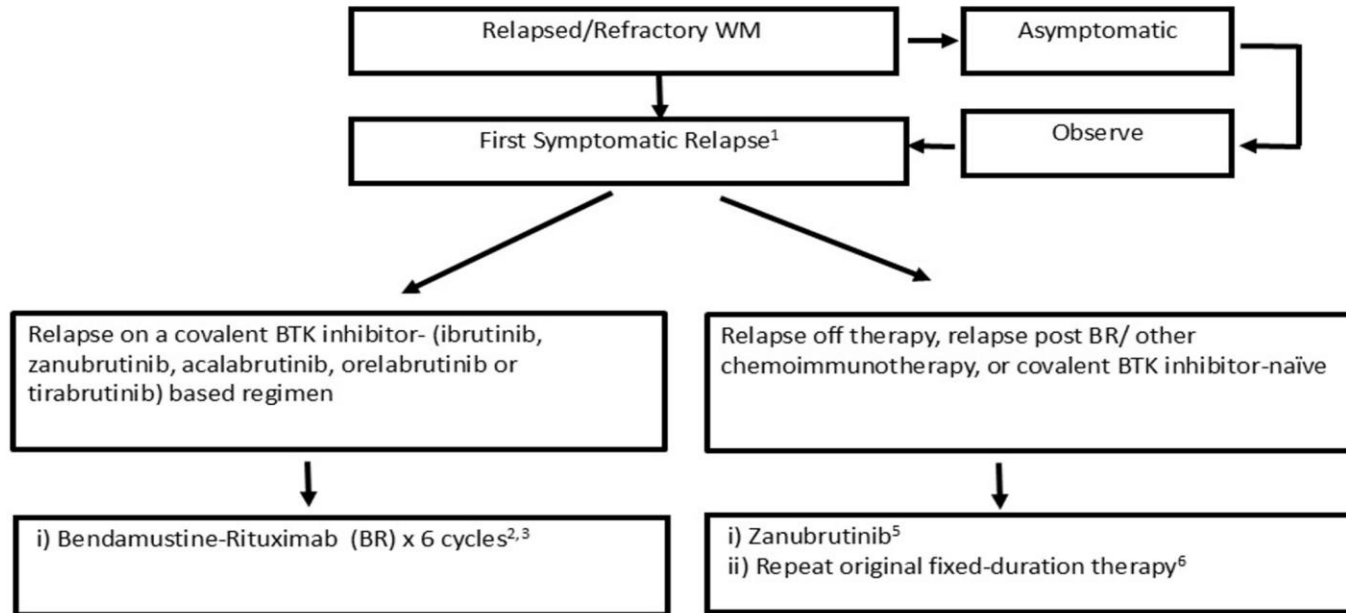 Relapsed/Refractory WM
Asymptomatic
First Symptomatic Relapse¹
Observe
Relapse on a covalent BTK inhibitor- (ibrutinib,
zanubrutinib, acalabrutinib, orelabrutinib or
tirabrutinib) based regimen
Relapse off therapy, relapse post BR/ other
chemoimmunotherapy, or covalent BTK inhibitor-naïve
i) Bendamustine-Rituximab (BR) x 6 cycles²,³
i) Zanubrutinib⁵
ii) Repeat original fixed-duration therapy⁶